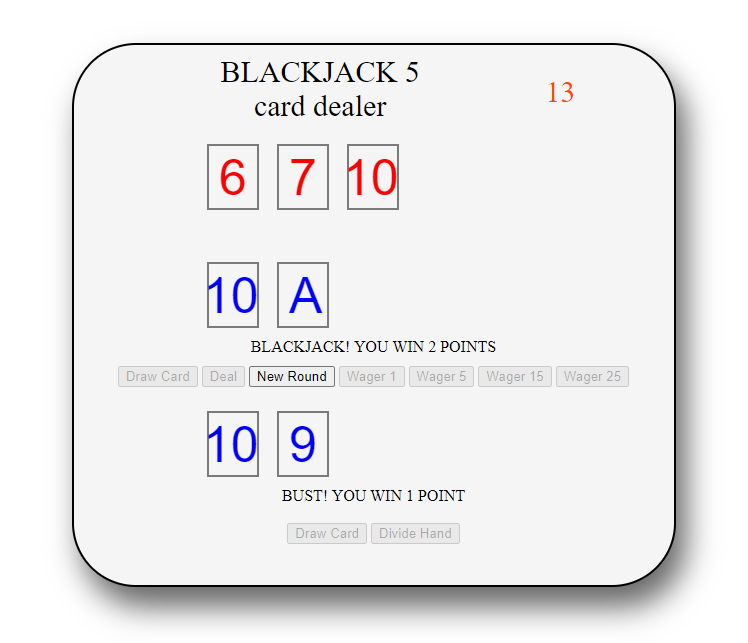 BLACKJACK 5
card dealer
13
6 7 10
10 A
BLACKJACK! YOU WIN 2 POINTS
Draw Card Deal New Round Wager 1 Wager 5 Wager 15 Wager 25
10 9
BUST! YOU WIN 1 POINT
Draw Card Divide Hand